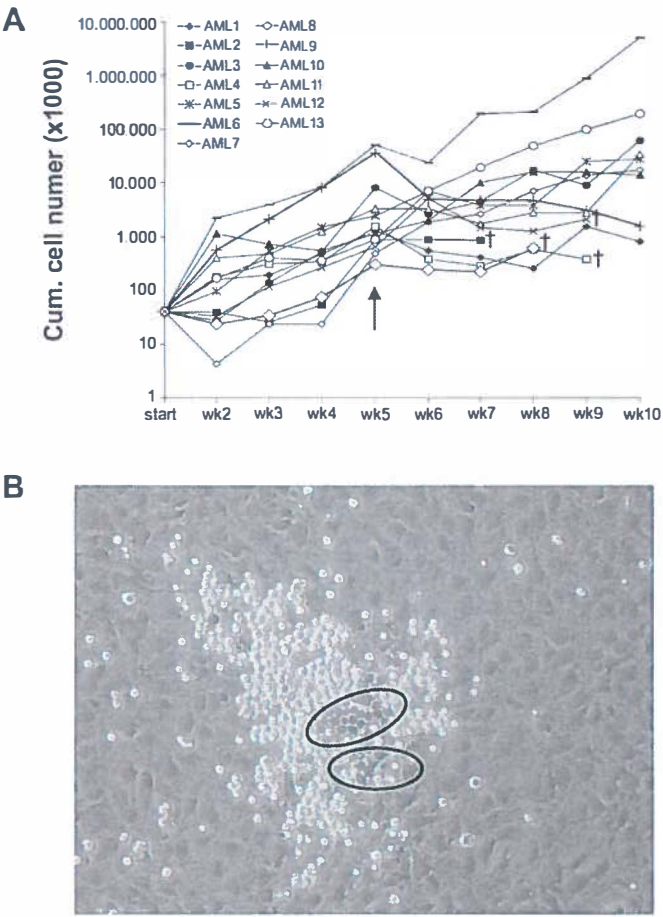 A
Cum. cell numer (x1000)
10.000.000
1.000.000
100.000
10.000
1.000
100
10
1
AML1
AML2
AML3
AML4
AML5
AML6
AML7
AML8
AML9
AML10
AML11
AML12
AML13
†
†
†
†
start wk2 wk3 wk4 wk5 wk6 wk7 wk8 wk9 wk10
B